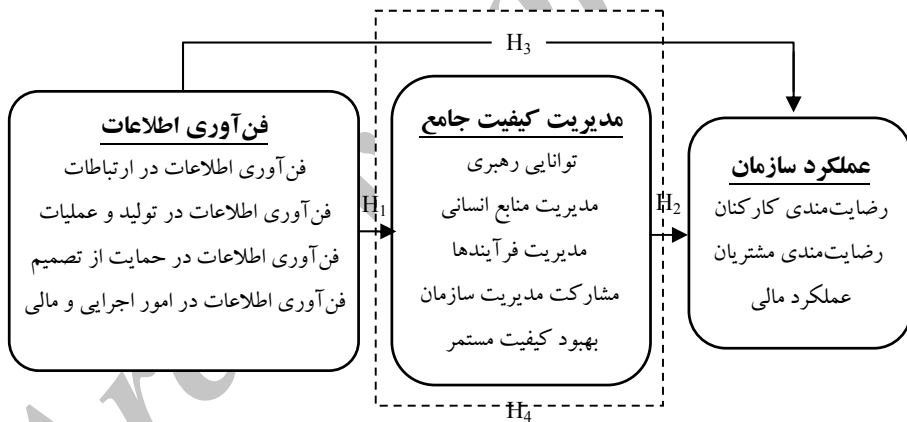 H3
فن‌آوری اطلاعات
فن‌آوری اطلاعات در ارتباطات
فن‌آوری اطلاعات در تولید و عملیات
فن‌آوری اطلاعات در حمایت از تصمیم
فن‌آوری اطلاعات در امور اجرایی و مالی
H1
مدیریت کیفیت جامع
توانایی رهبری
مدیریت منابع انسانی
مدیریت فرآیندها
مشارکت مدیریت سازمان
بهبود کیفیت مستمر
H2
عملکرد سازمان
رضایت‌مندی کارکنان
رضایت‌مندی مشتریان
عملکرد مالی
H4